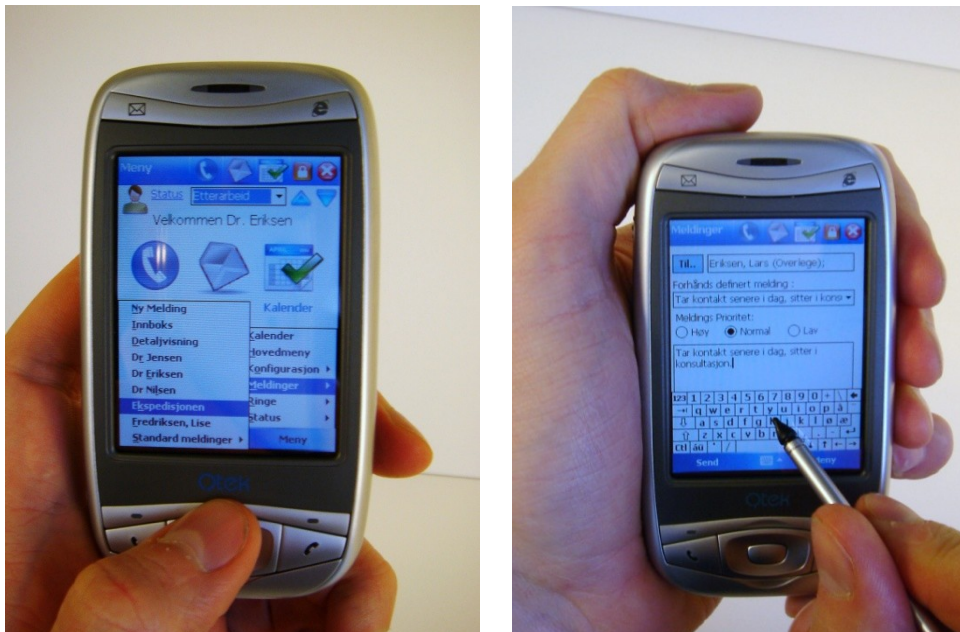 Meny
Status Etterarbeid
Velkommen Dr. Eriksen
Kalender
Ny Melding
Innboks
Detaljvisning
Dr Jensen
Dr Eriksen
Dr Nilsen
Ekspedisjonen
Fredriksen, Lise
Standard meldinger
Kalender
Hovedmeny
Configurasjon
Meldinger
Ringe
Status
Meny
Qtek
Meldinger
Til.. Eriksen, Lars (Overlege);
Forhånds definert melding :
Tar kontakt senere i dag, sitter i konsi
Meldings Prioritet:
Høy Normal Lav
Tar kontakt senere i dag, sitter i
konsultasjon.
123 1 2 3 4 5 6 7 8 9 0 + \
q w e r t y u i o p å
a s d f g k l ø æ
z x c v b
Ctl áü ` /
Send
Qtek